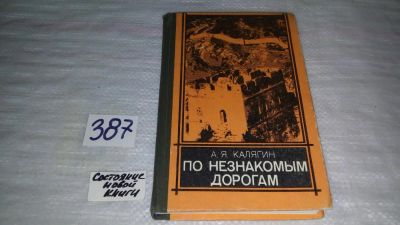 387
Состояние
новой
книги
А. Я. КАЛЯГИН
ПО НЕЗНАКОМЫМ
ДОРОГАМ